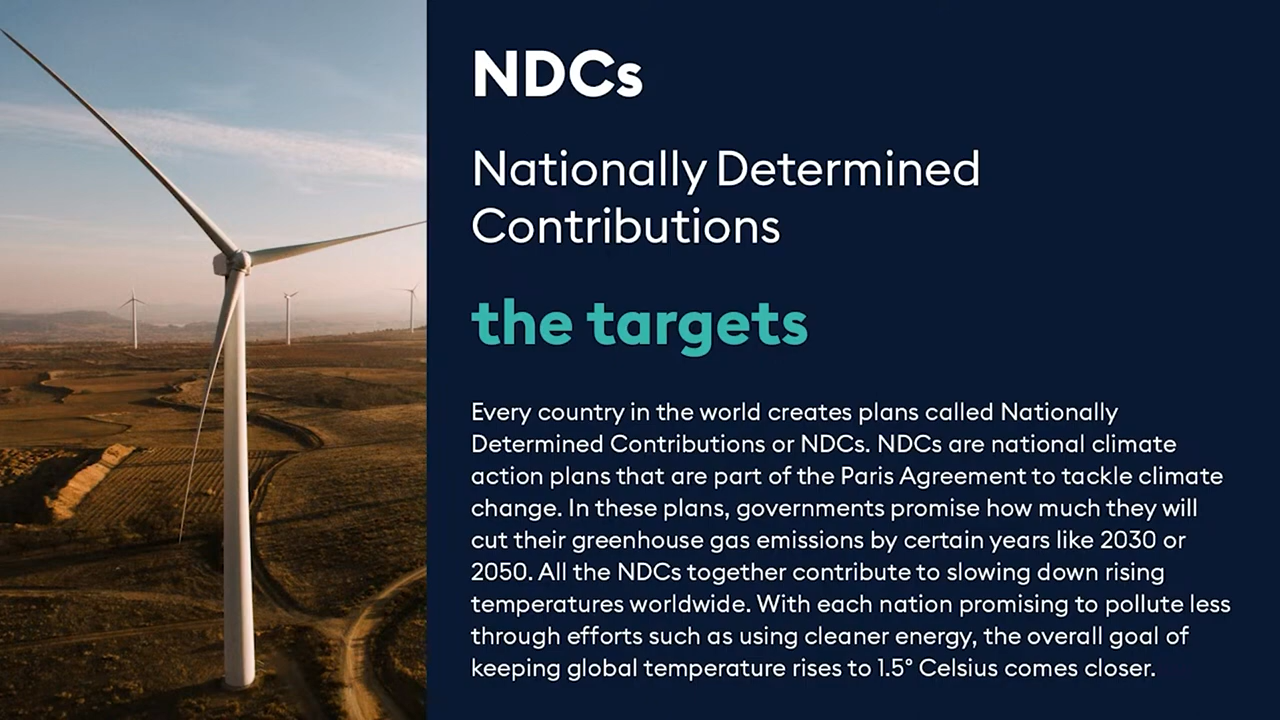 NDCs
Nationally Determined
Contributions
the targets
Every country in the world creates plans called Nationally
Determined Contributions or NDCs. NDCs are national climate
action plans that are part of the Paris Agreement to tackle climate
change. In these plans, governments promise how much they will
cut their greenhouse gas emissions by certain years like 2030 or
2050. All the NDCs together contribute to slowing down rising
temperatures worldwide. With each nation promising to pollute less
through efforts such as using cleaner energy, the overall goal of
keeping global temperature rises to 1.5° Celsius comes closer.